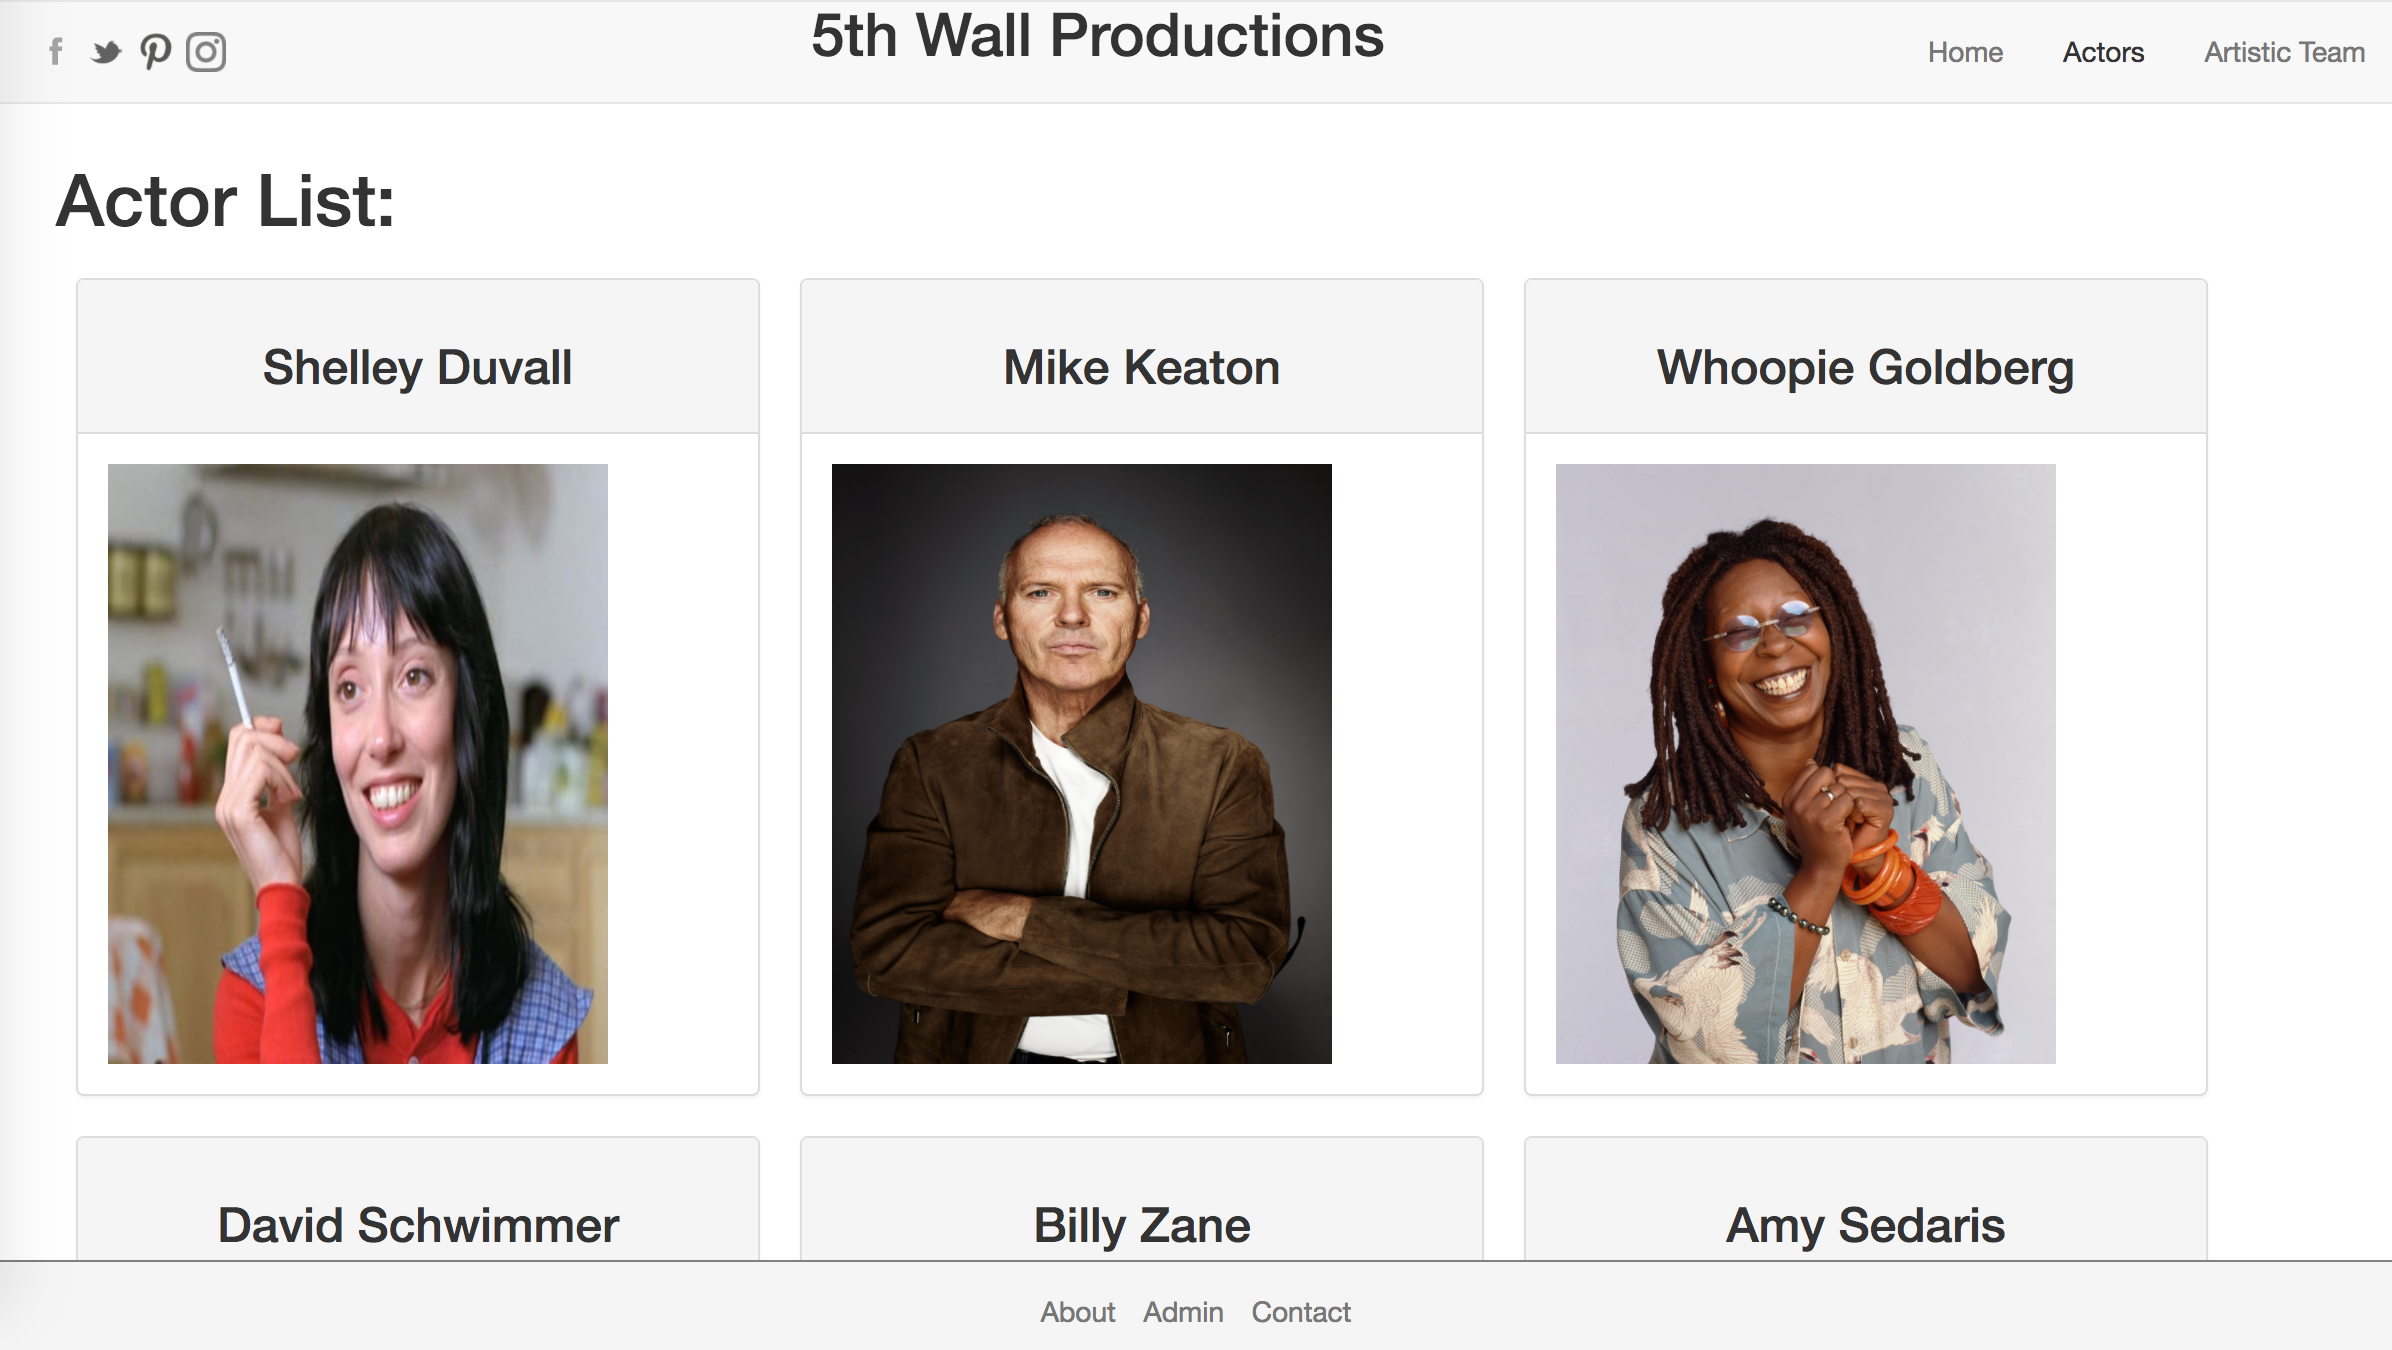 5th Wall Productions
Home Actors Artistic Team
Actor List:
Shelley Duvall
Mike Keaton
Whoopie Goldberg
David Schwimmer
Billy Zane
Amy Sedaris
About Admin Contact